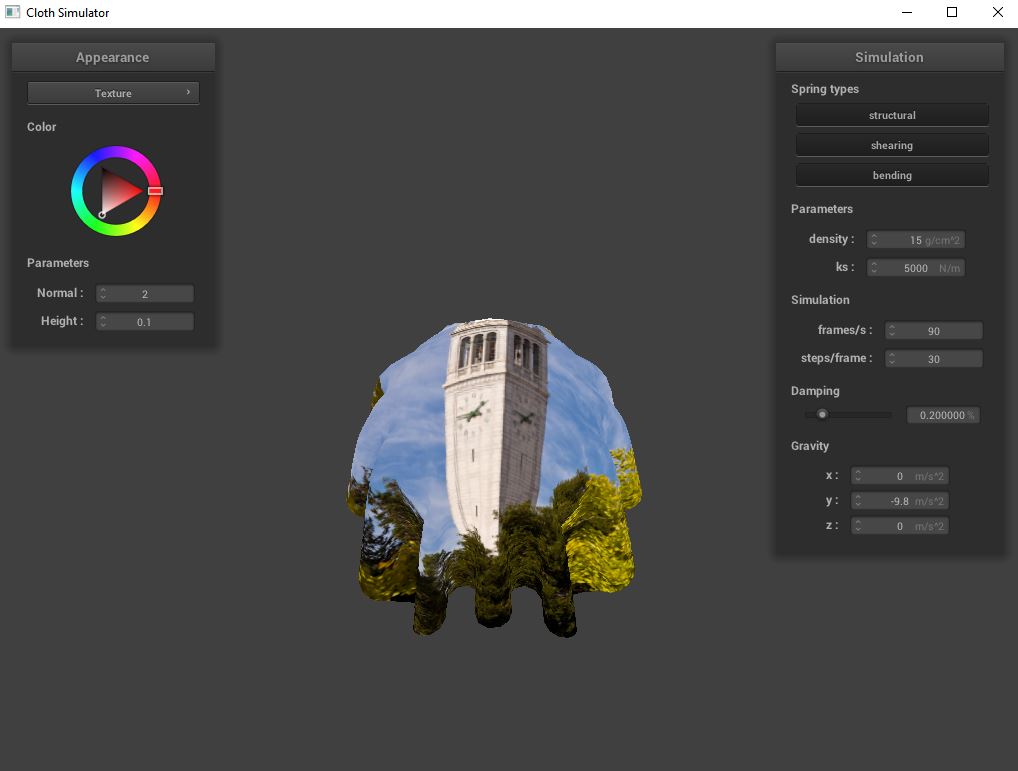 Cloth Simulator
Appearance
Texture
Color
Parameters
Normal : 2
Height : 0.1
Simulation
Spring types
structural
shearing
bending
Parameters
density : 15 g/cm^2
ks : 5000 N/m
Simulation
frames/s : 90
steps/frame : 30
Damping
0.200000 %
Gravity
x : 0 m/s^2
y : -9.8 m/s^2
z : 0 m/s^2